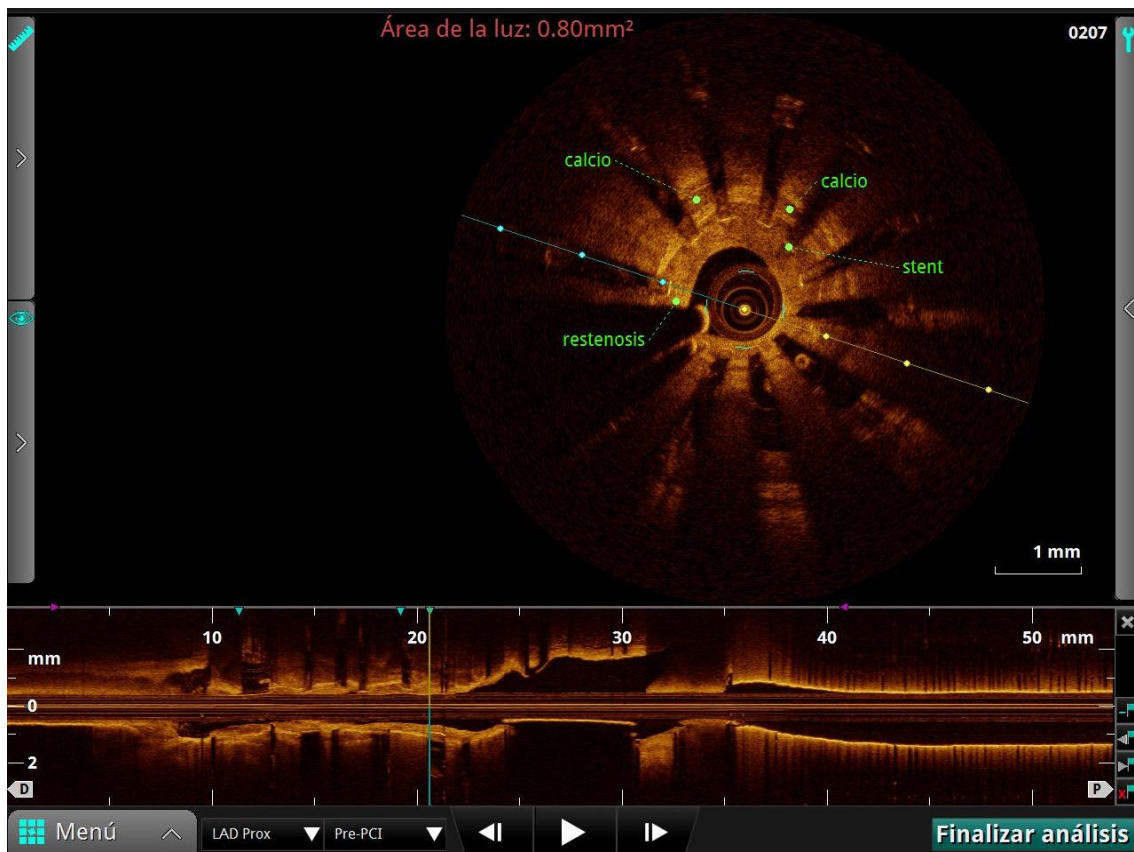 Área de la luz: 0.80mm²
0207
calcio
calcio
stent
restenosis
1 mm
10 20 30 40 50 mm
mm
0
2
D P
Menú LAD Prox Pre-PCI Finalizar análisis